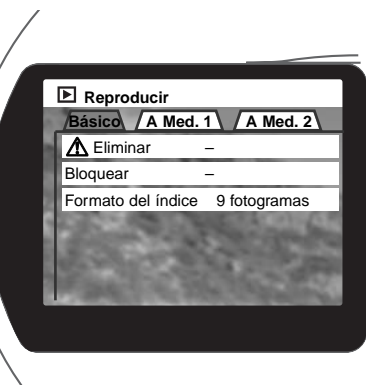 Reproducir
Básico A Med. 1 A Med. 2
Eliminar –
Bloquear –
Formato del índice 9 fotogramas